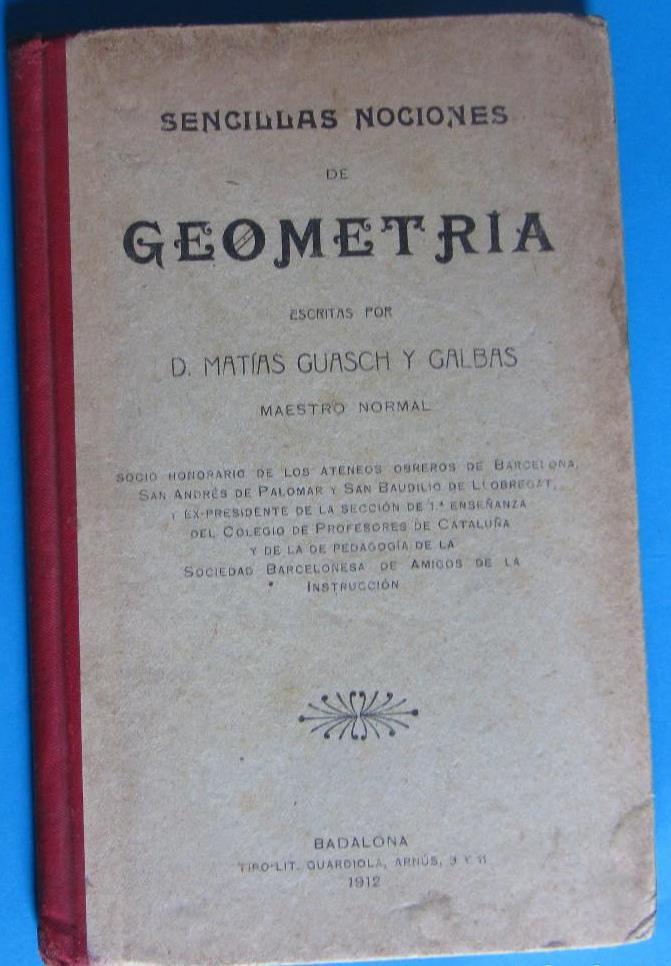 SENCILLAS NOCIONES
DE
GEOMETRÍA
ESCRITAS POR
D. MATÍAS GUASCH Y GALBAS
MAESTRO NORMAL
SOCIO HONORARIO DE LOS ATENEOS OBREROS DE BARCELONA,
SAN ANDRÉS DE PALOMAR Y SAN BAUDILIO DE LLOBREGAT,
Y EX-PRESIDENTE DE LA SECCIÓN DE 1.ª ENSEÑANZA
DEL COLEGIO DE PROFESORES DE CATALUÑA
Y DE LA DE PEDAGOGÍA DE LA
SOCIEDAD BARCELONESA DE AMIGOS DE LA
INSTRUCCIÓN
BADALONA
TIPO-LIT. GUARDIOLA, ARNÚS, 9 Y
1912